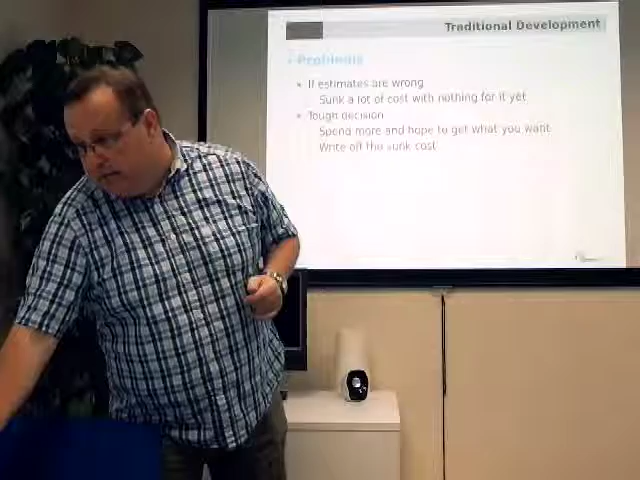 Traditional Development
Problems
If estimates are wrong
Sunk a lot of cost with nothing for it yet
Tough decision
Spend more and hope to get what you want
Write off the sunk cost